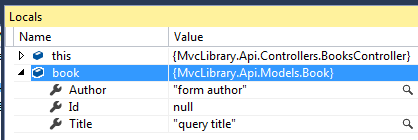 Locals
Name Value
this {MvcLibrary.Api.Controllers.BooksController}
book {MvcLibrary.Api.Models.Book}
Author "form author"
Id null
Title "query title"